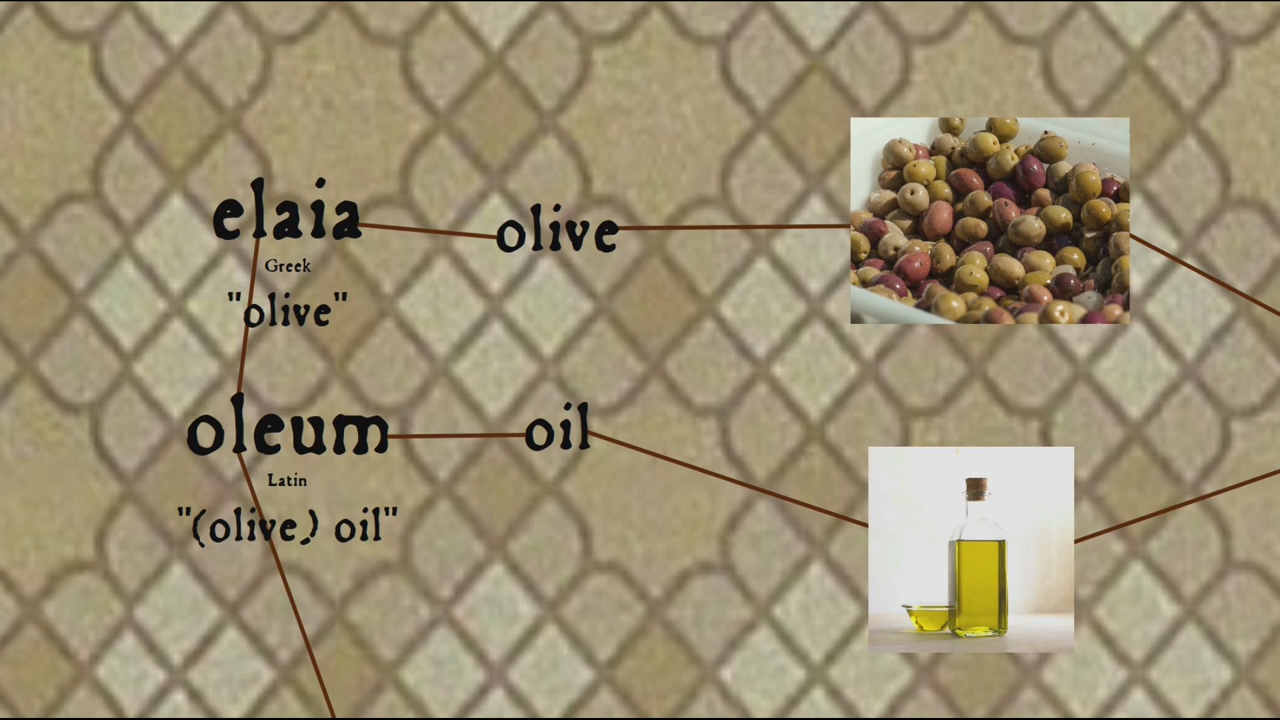 elaia
Greek
"olive"
olive
oleum
Latin
"(olive) oil"
oil